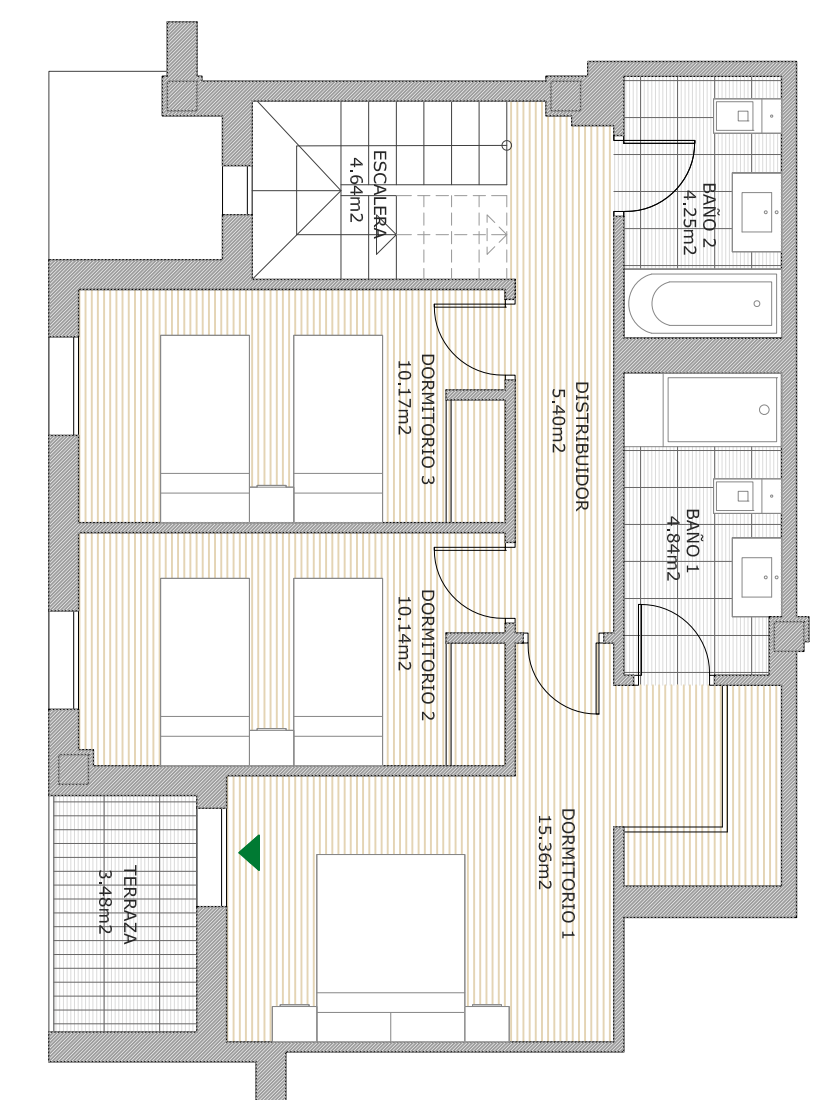 ESCALERA
4.64m2
BAÑO 2
4.25m2
DORMITORIO 3
10.17m2
DISTRIBUIDOR
5.40m2
BAÑO 1
4.84m2
DORMITORIO 2
10.14m2
DORMITORIO 1
15.36m2
TERRAZA
3.48m2